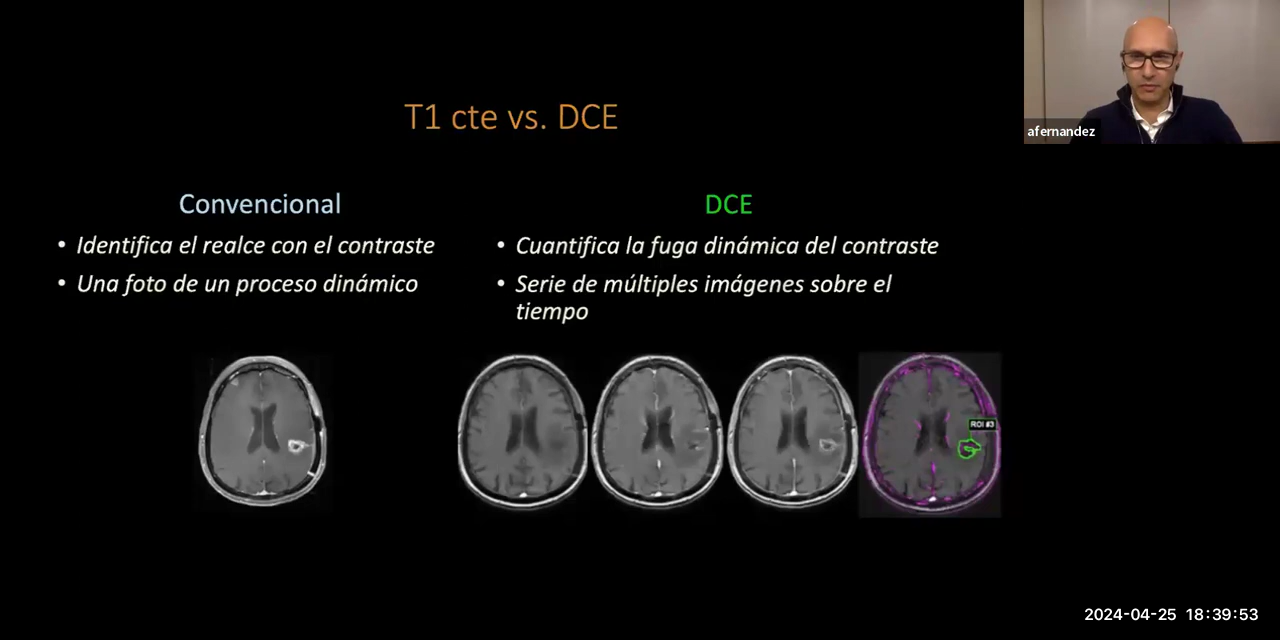 T1 cte vs. DCE
afernandez
Convencional
• Identifica el realce con el contraste
• Una foto de un proceso dinámico
DCE
• Cuantifica la fuga dinámica del contraste
• Serie de múltiples imágenes sobre el
tiempo
ROI #3
2024-04-25 18:39:53